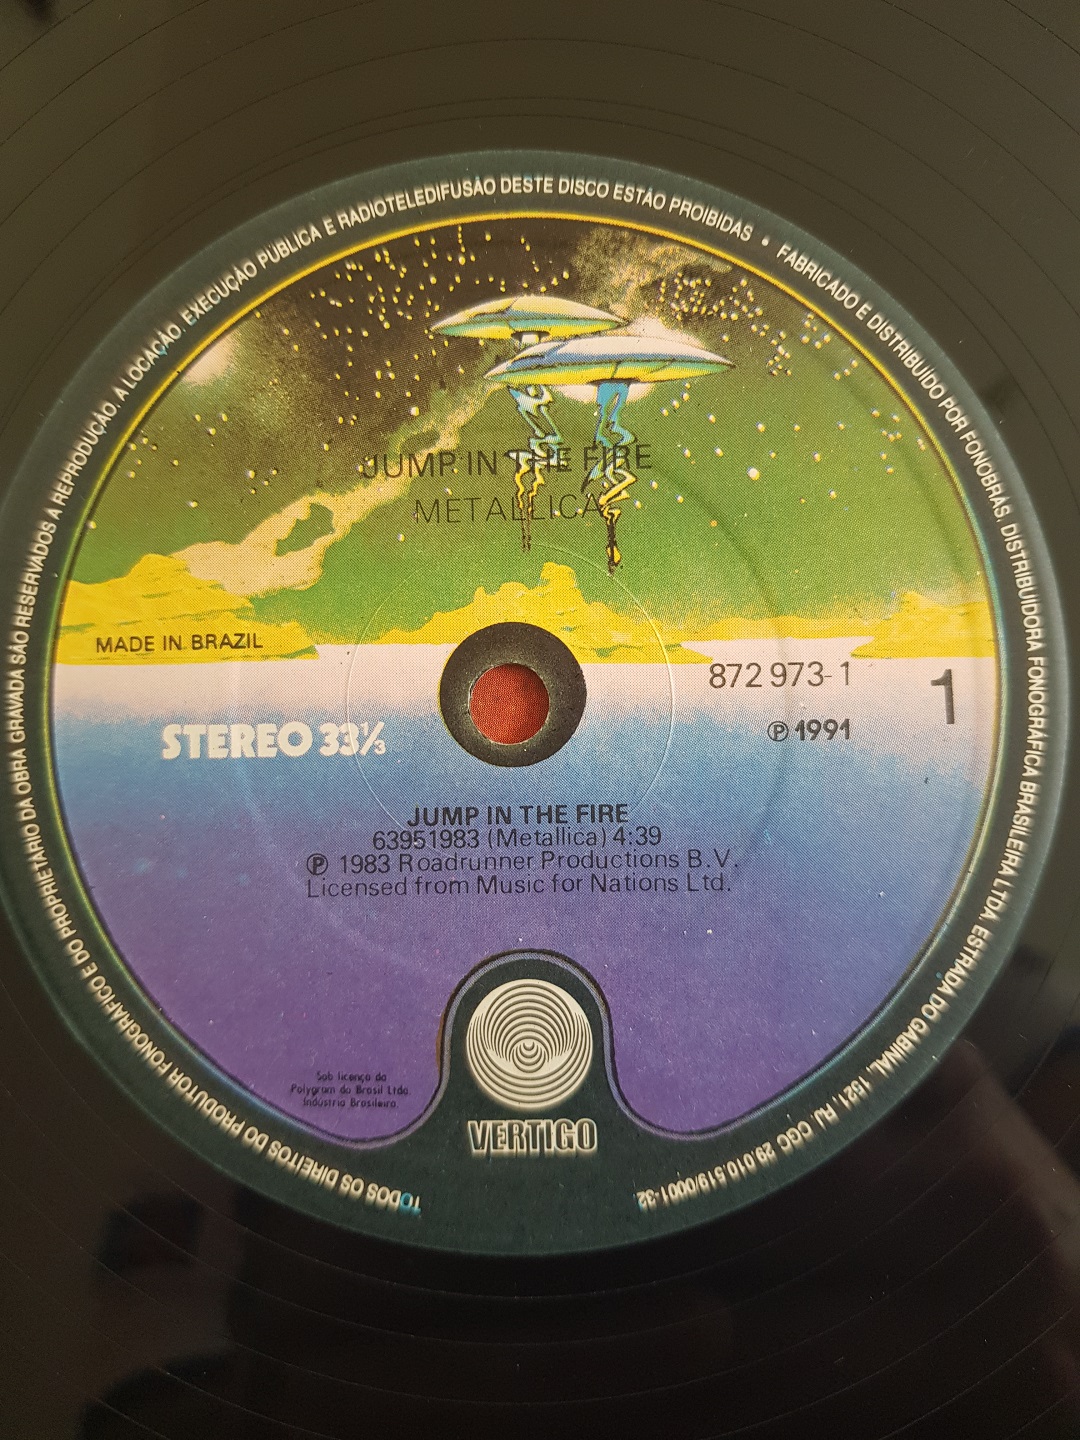 TODOS OS DIREITOS DO PRODUTOR FONOGRÁFICO E DO PROPRIETÁRIO DA OBRA GRAVADA SÃO RESERVADOS A REPRODUÇÃO, A LOCAÇÃO, EXECUÇÃO PÚBLICA E RADIOTELEDIFUSÃO DESTE DISCO ESTÃO PROIBIDAS • FABRICADO E DISTRIBUÍDO POR FONOBRÁS. DISTRIBUIDORA FONOGRÁFICA BRASILEIRA LTDA. ESTRADA DO GABINAL, 1521. RJ. CGC 29.010.519/0001-32
JUMP IN THE FIRE
METALLICA
MADE IN BRAZIL
872 973-1
1
STEREO 33⅓
℗ 1991
JUMP IN THE FIRE
63951983 (Metallica) 4:39
℗ 1983 Roadrunner Productions B.V.
Licensed from Music for Nations Ltd.
Sob licença da
Polygram do Brasil Ltda.
Indústria Brasileira.
VERTIGO